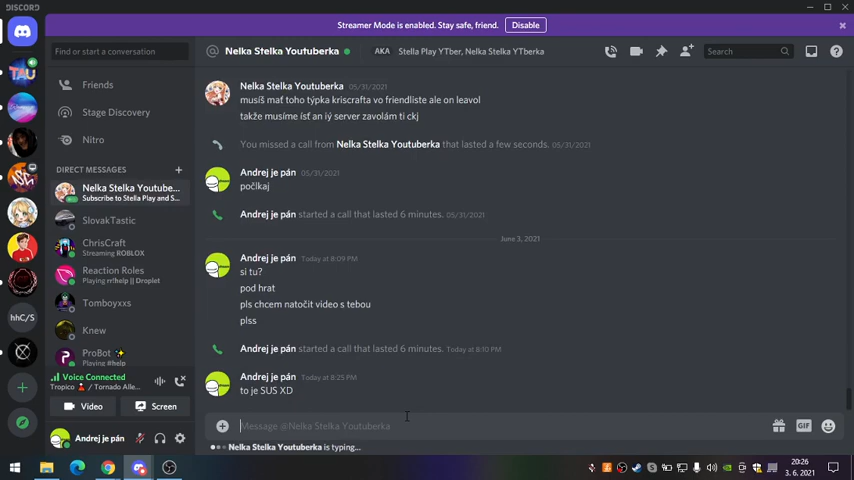 DISCORD
Streamer Mode is enabled. Stay safe, friend.
Disable
Find or start a conversation
Nelka Stelka Youtuberka
AKA
Stella Play YTber, Nelka Stelka YTberka
Search
Friends
Stage Discovery
Nitro
DIRECT MESSAGES
Nelka Stelka Youtube...
Subscribe to Stella Play and S...
SlovakTastic
ChrisCraft
Streaming ROBLOX
Reaction Roles
Playing rr!help || Droplet
Tomboyxxs
Knew
ProBot
Playing #help
TAU
hhC/S
Voice Connected
Tropico / Tornado Alle...
Video
Screen
Andrej je pán
Nelka Stelka Youtuberka 05/31/2021
musíš mať toho týpka kriscrafta vo friendliste ale on leavol
takže musíme ísť an iý server zavolám ti ckj
You missed a call from Nelka Stelka Youtuberka that lasted a few seconds. 05/31/2021
Andrej je pán 05/31/2021
počlkaj
Andrej je pán started a call that lasted 6 minutes. 05/31/2021
June 3, 2021
Andrej je pán Today at 8:09 PM
si tu?
pod hrat
pls chcem natočit video s tebou
plss
Andrej je pán started a call that lasted 6 minutes. Today at 8:10 PM
Andrej je pán Today at 8:25 PM
to je SUS XD
Message @Nelka Stelka Youtuberka
GIF
Nelka Stelka Youtuberka is typing...
20:26
3. 6. 2021